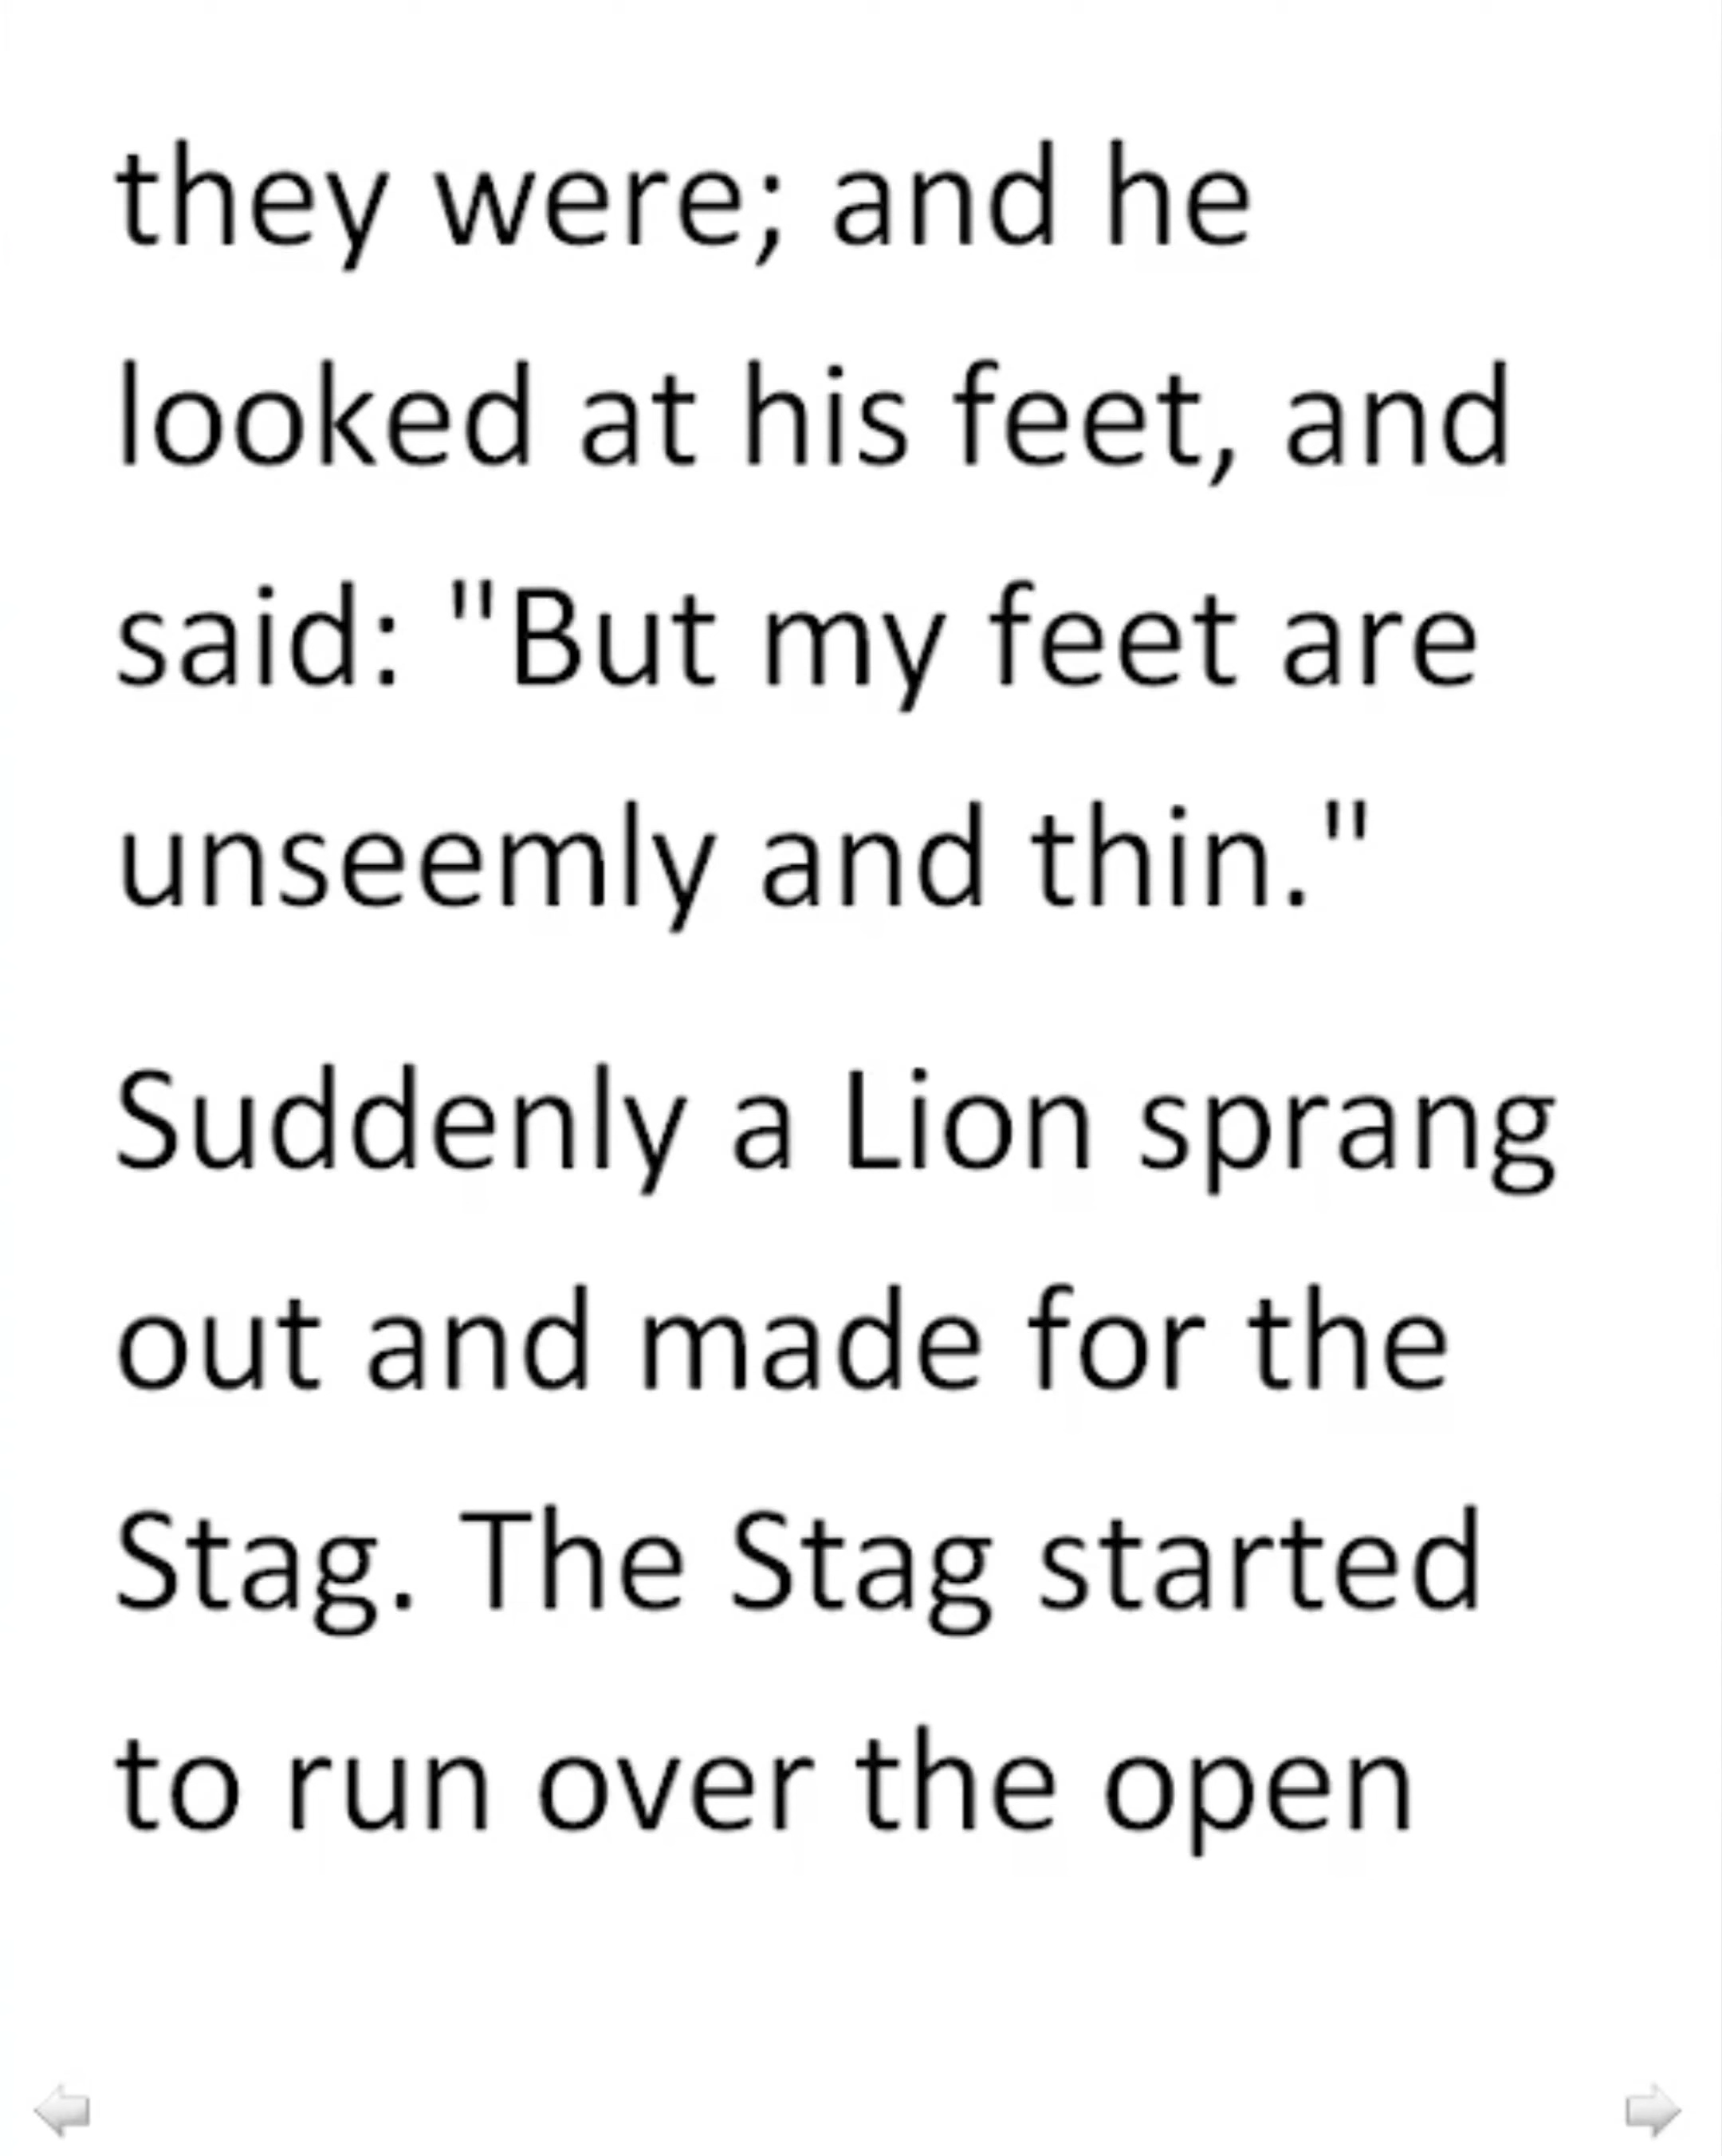 they were; and he
looked at his feet, and
said: "But my feet are
unseemly and thin."
Suddenly a Lion sprang
out and made for the
Stag. The Stag started
to run over the open